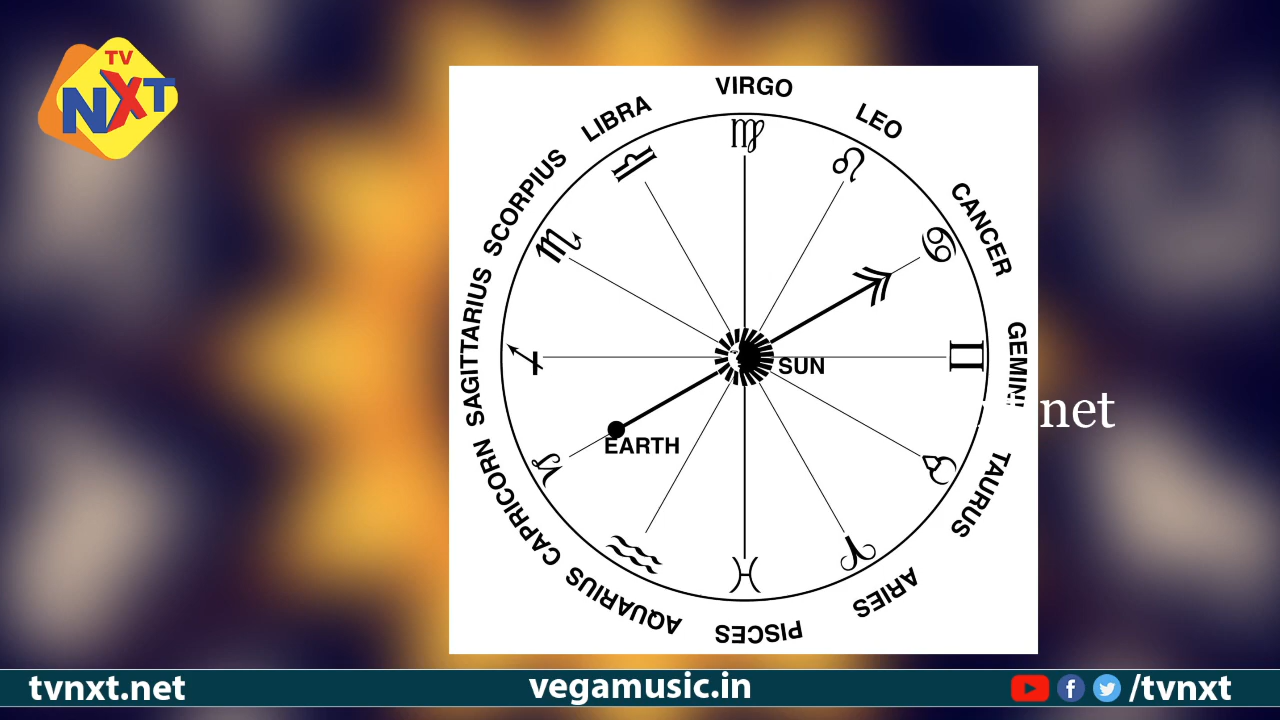 TV
NXT
VIRGO
LEO
LIBRA
CANCER
SCORPIUS
GEMINI
SAGITTARIUS
SUN
net
EARTH
TAURUS
CAPRICORN
ARIES
AQUARIUS
PISCES
tvnxt.net
vegamusic.in
/tvnxt